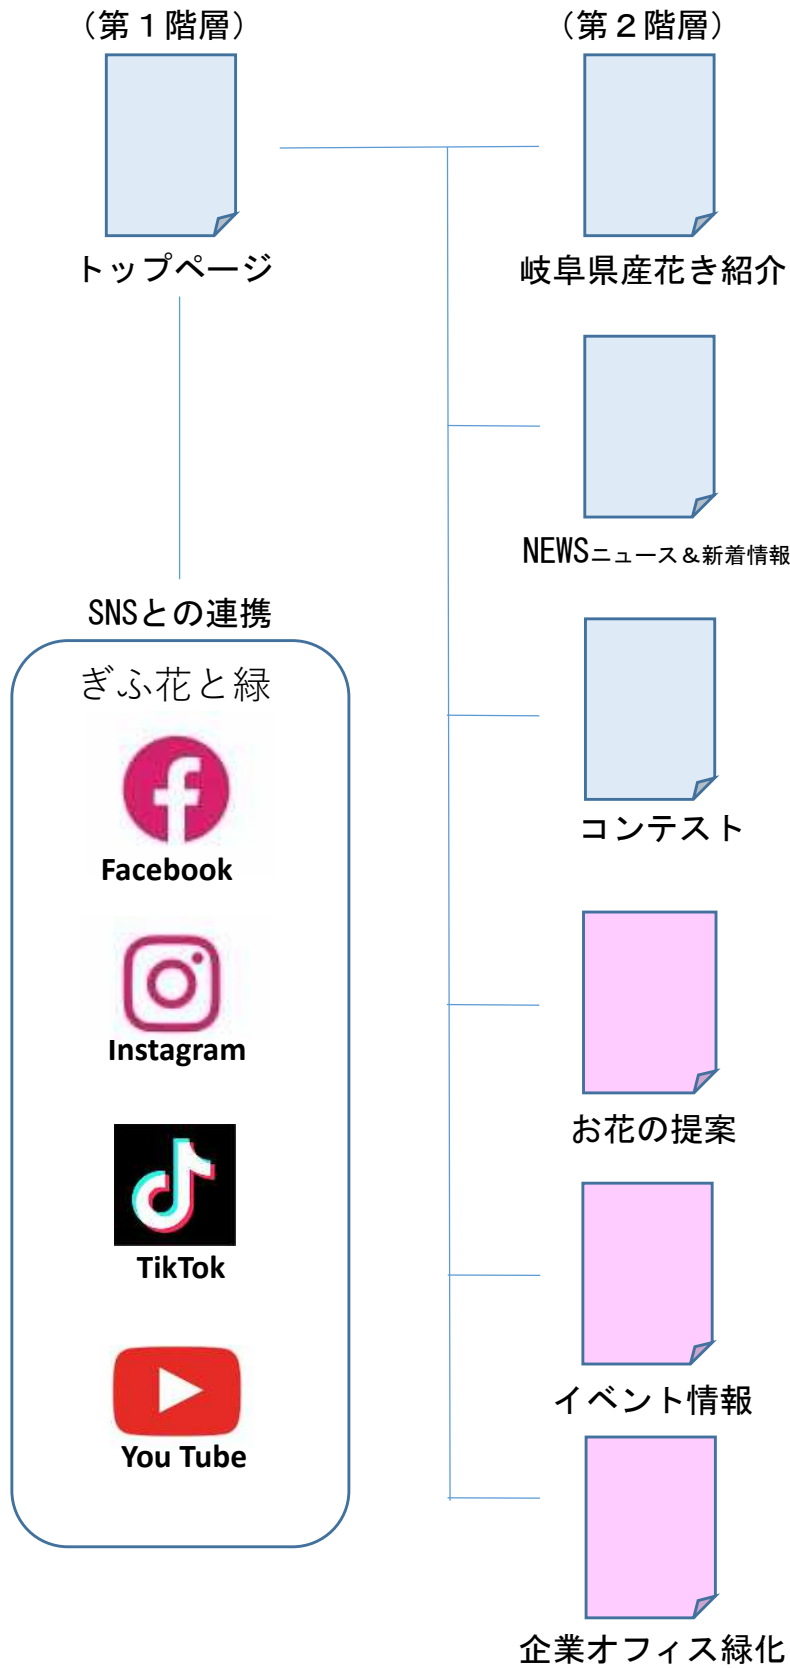 （第１階層）
（第２階層）
トップページ
岐阜県産花き紹介
NEWSニュース＆新着情報
SNSとの連携
ぎふ花と緑
Facebook
Instagram
TikTok
You Tube
コンテスト
お花の提案
イベント情報
企業オフィス緑化